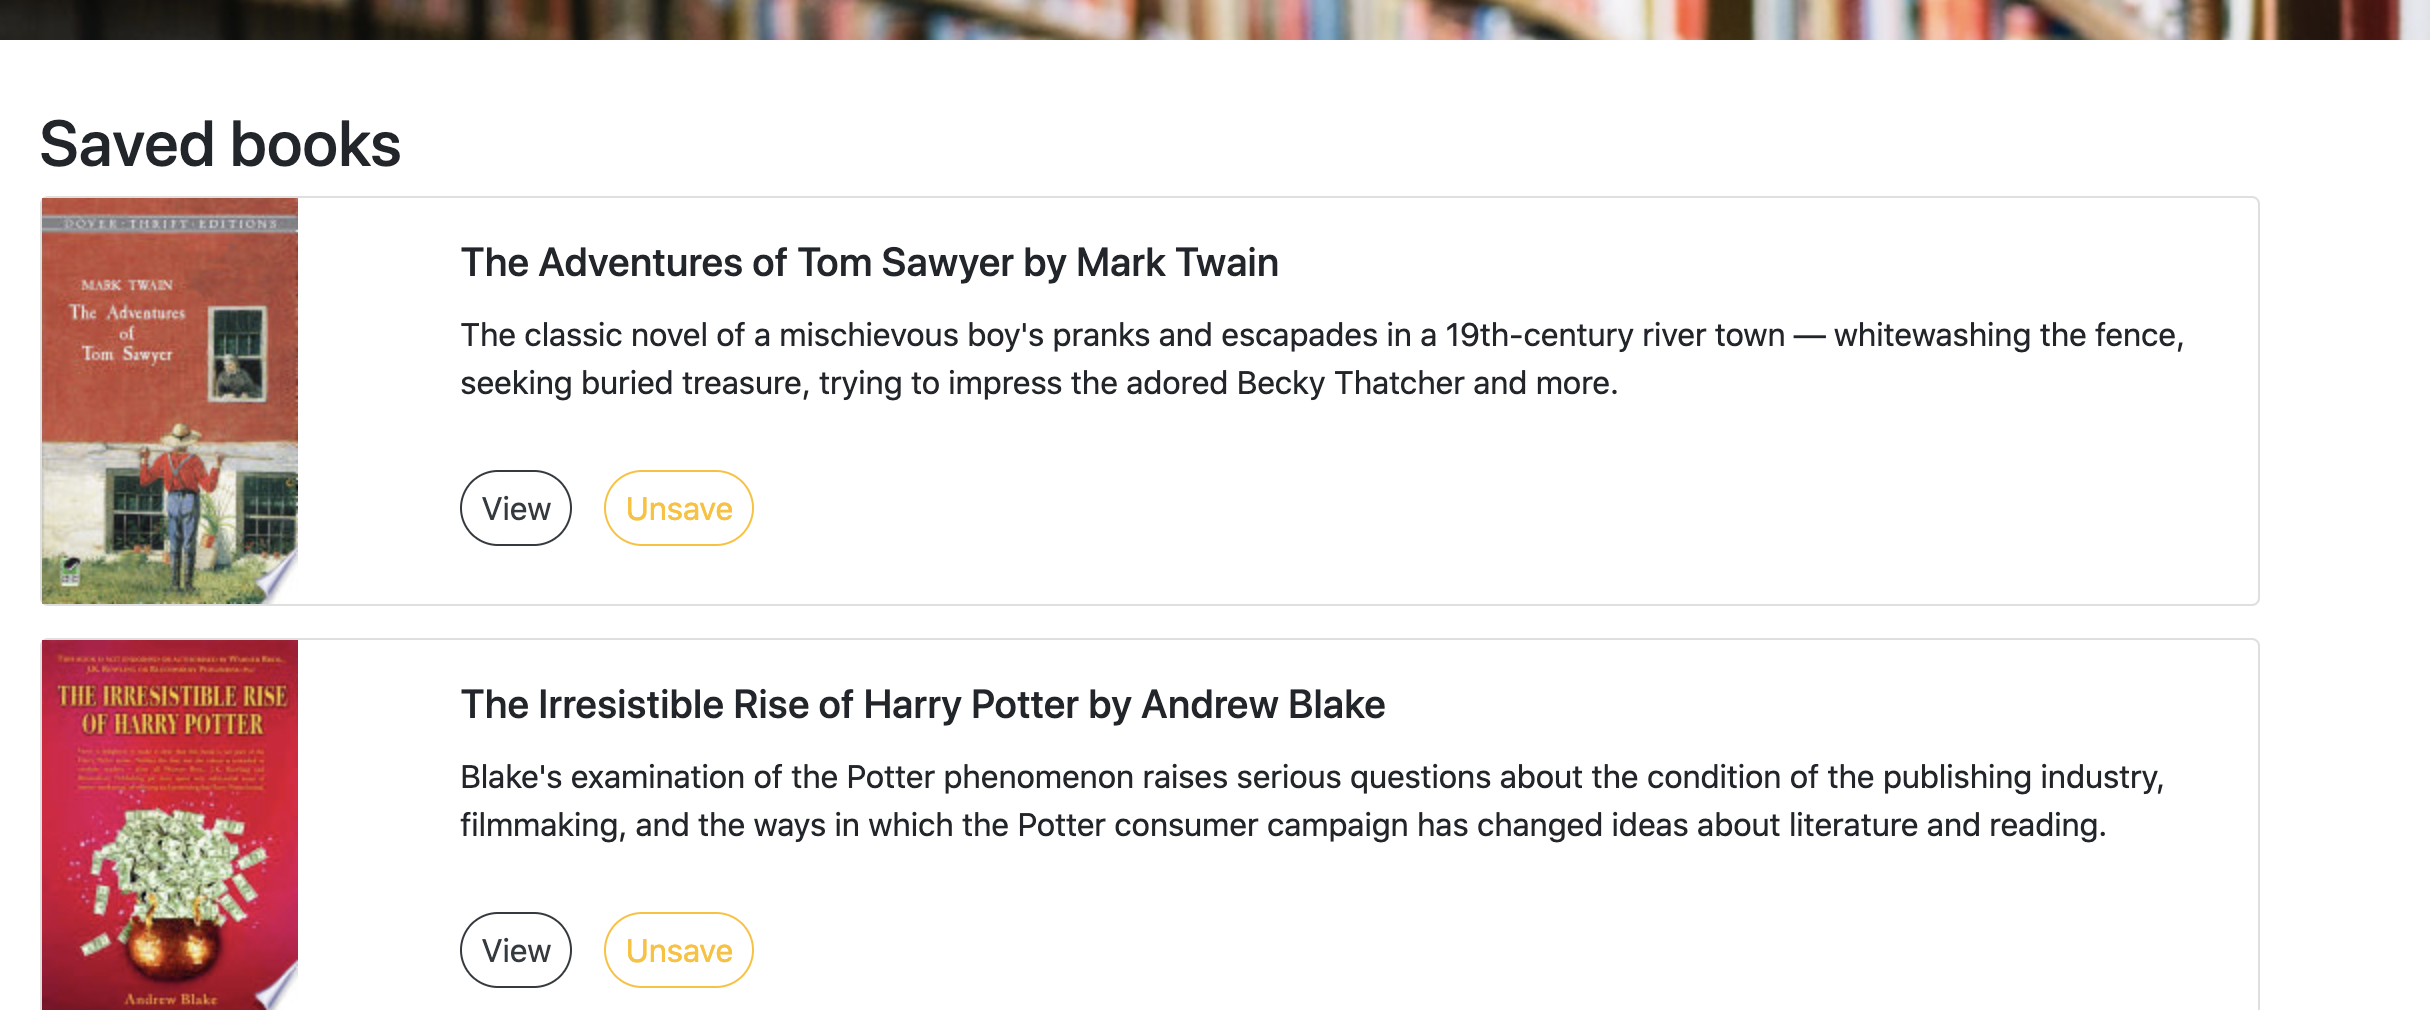 Saved books
DOVER · THRIFT · EDITIONS
MARK TWAIN
The Adventures
of
Tom Sawyer
The Adventures of Tom Sawyer by Mark Twain
The classic novel of a mischievous boy's pranks and escapades in a 19th-century river town — whitewashing the fence,
seeking buried treasure, trying to impress the adored Becky Thatcher and more.
View Unsave
THE IRRESISTIBLE RISE
OF HARRY POTTER
Andrew Blake
The Irresistible Rise of Harry Potter by Andrew Blake
Blake's examination of the Potter phenomenon raises serious questions about the condition of the publishing industry,
filmmaking, and the ways in which the Potter consumer campaign has changed ideas about literature and reading.
View Unsave